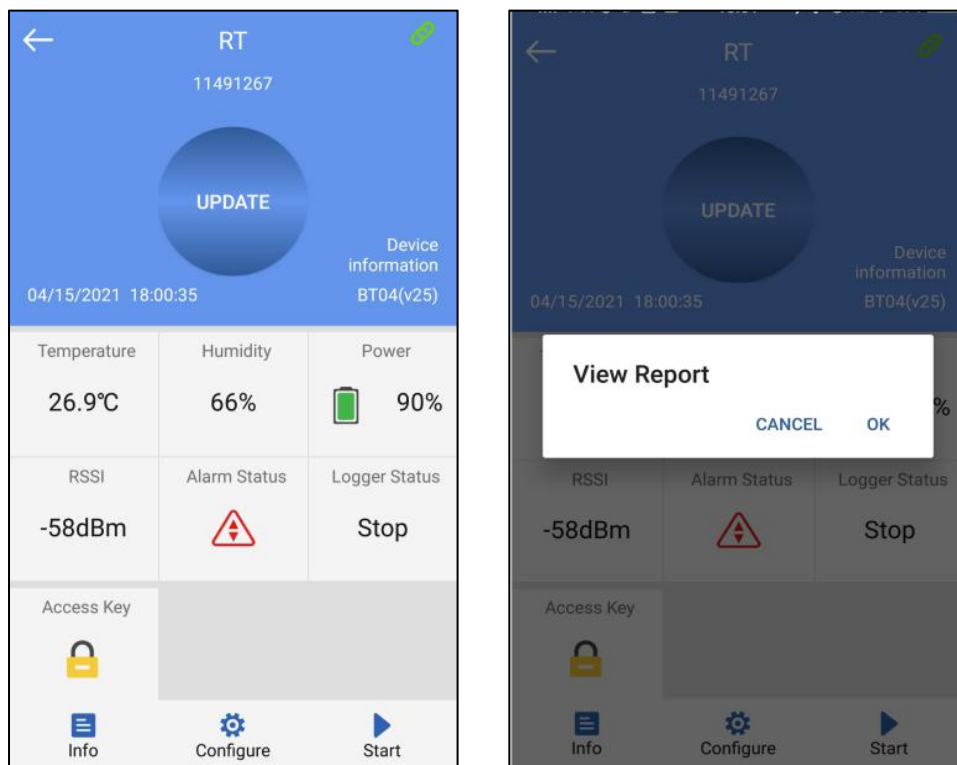 RT
11491267
UPDATE
Device
information
04/15/2021 18:00:35 BT04(v25)
Temperature Humidity Power
26.9℃ 66% 90%
RSSI Alarm Status Logger Status
-58dBm Stop
Access Key
Info Configure Start
RT
11491267
UPDATE
Device
information
04/15/2021 18:00:35 BT04(v25)
View Report
%
CANCEL OK
RSSI Alarm Status Logger Status
-58dBm Stop
Access Key
Info Configure Start